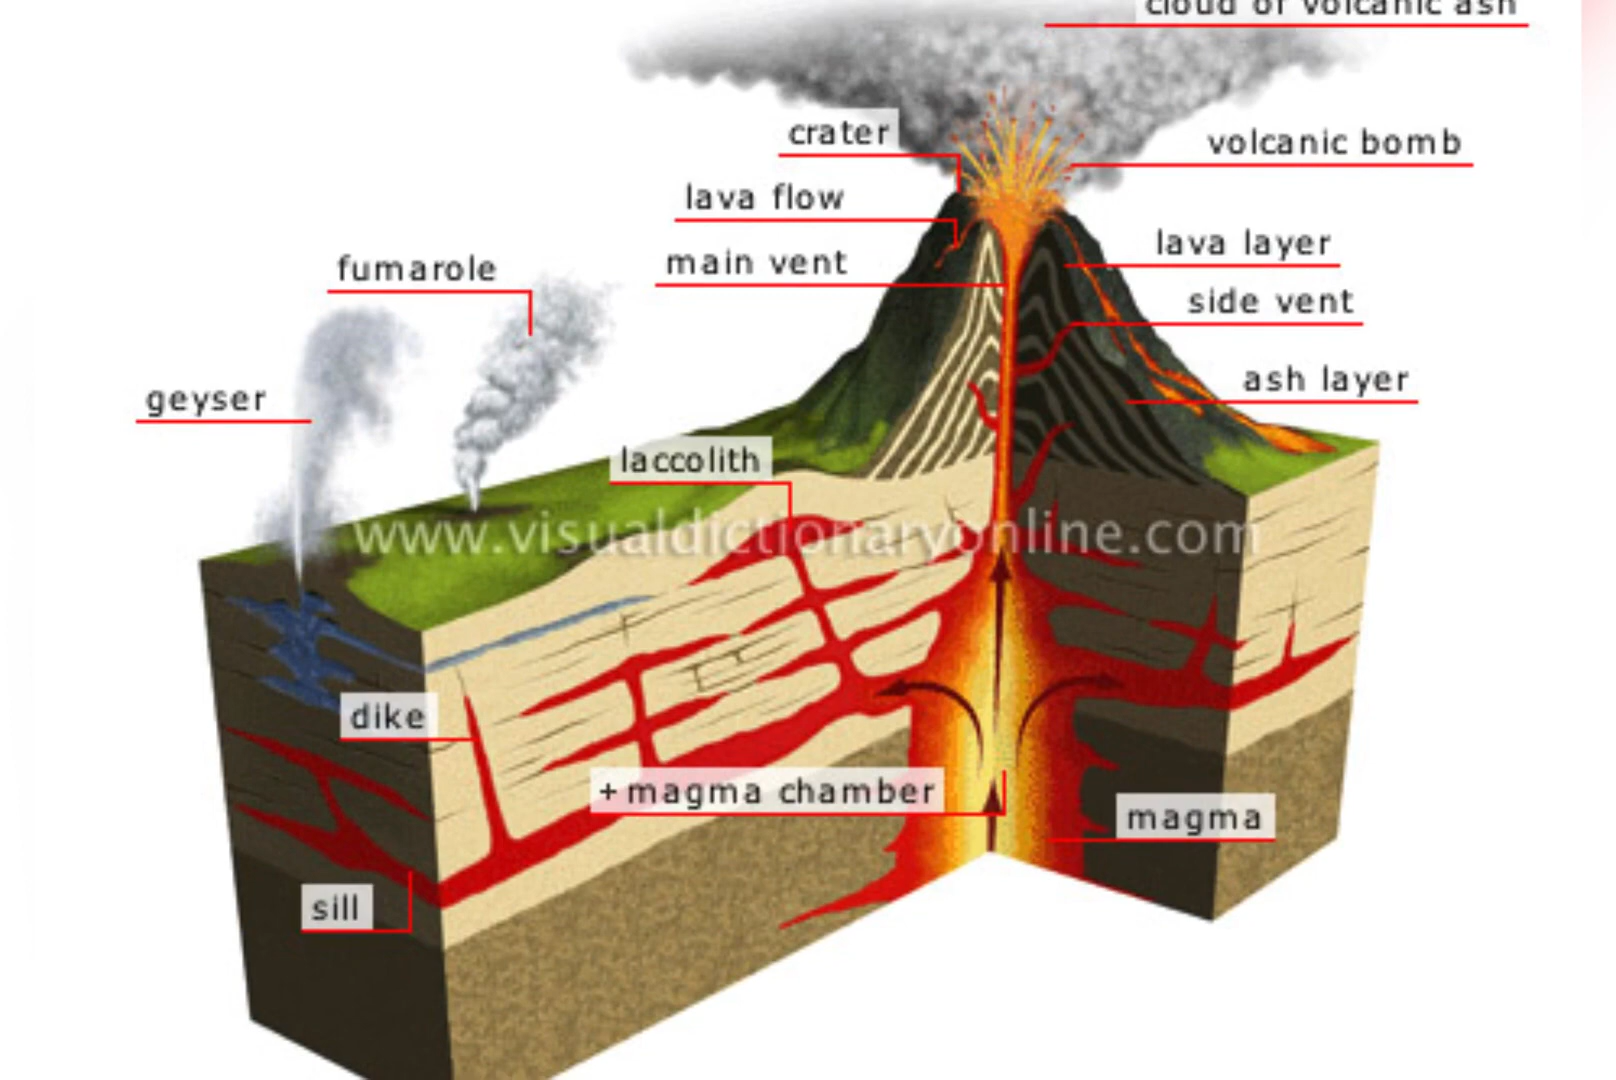 cloud of volcanic ash
crater
volcanic bomb
lava flow
lava layer
main vent
fumarole
side vent
ash layer
geyser
laccolith
www.visualdictionaryonline.com
dike
+ magma chamber
magma
sill